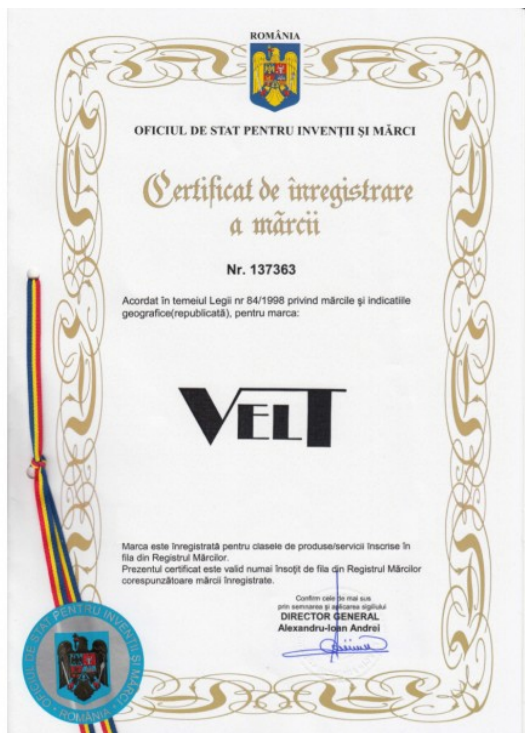 ROMÂNIA
OFICIUL DE STAT PENTRU INVENȚII ȘI MĂRCI
Certificat de înregistrare
a mărcii
Nr. 137363
Acordat în temeiul Legii nr 84/1998 privind mărcile și indicatiile
geografice(republicată), pentru marca:
VELT
Marca este înregistrată pentru clasele de produse/servicii înscrise în
fila din Registrul Mărcilor.
Prezentul certificat este valid numai însoțit de fila din Registrul Mărcilor
corespunzătoare mărcii înregistrate.
Confirm cele de mai sus
prin semnarea și aplicarea sigiliului
DIRECTOR GENERAL
Alexandru-Ioan Andrei
OFICIUL DE STAT PENTRU INVENȚII ȘI MĂRCI
• ROMÂNIA •